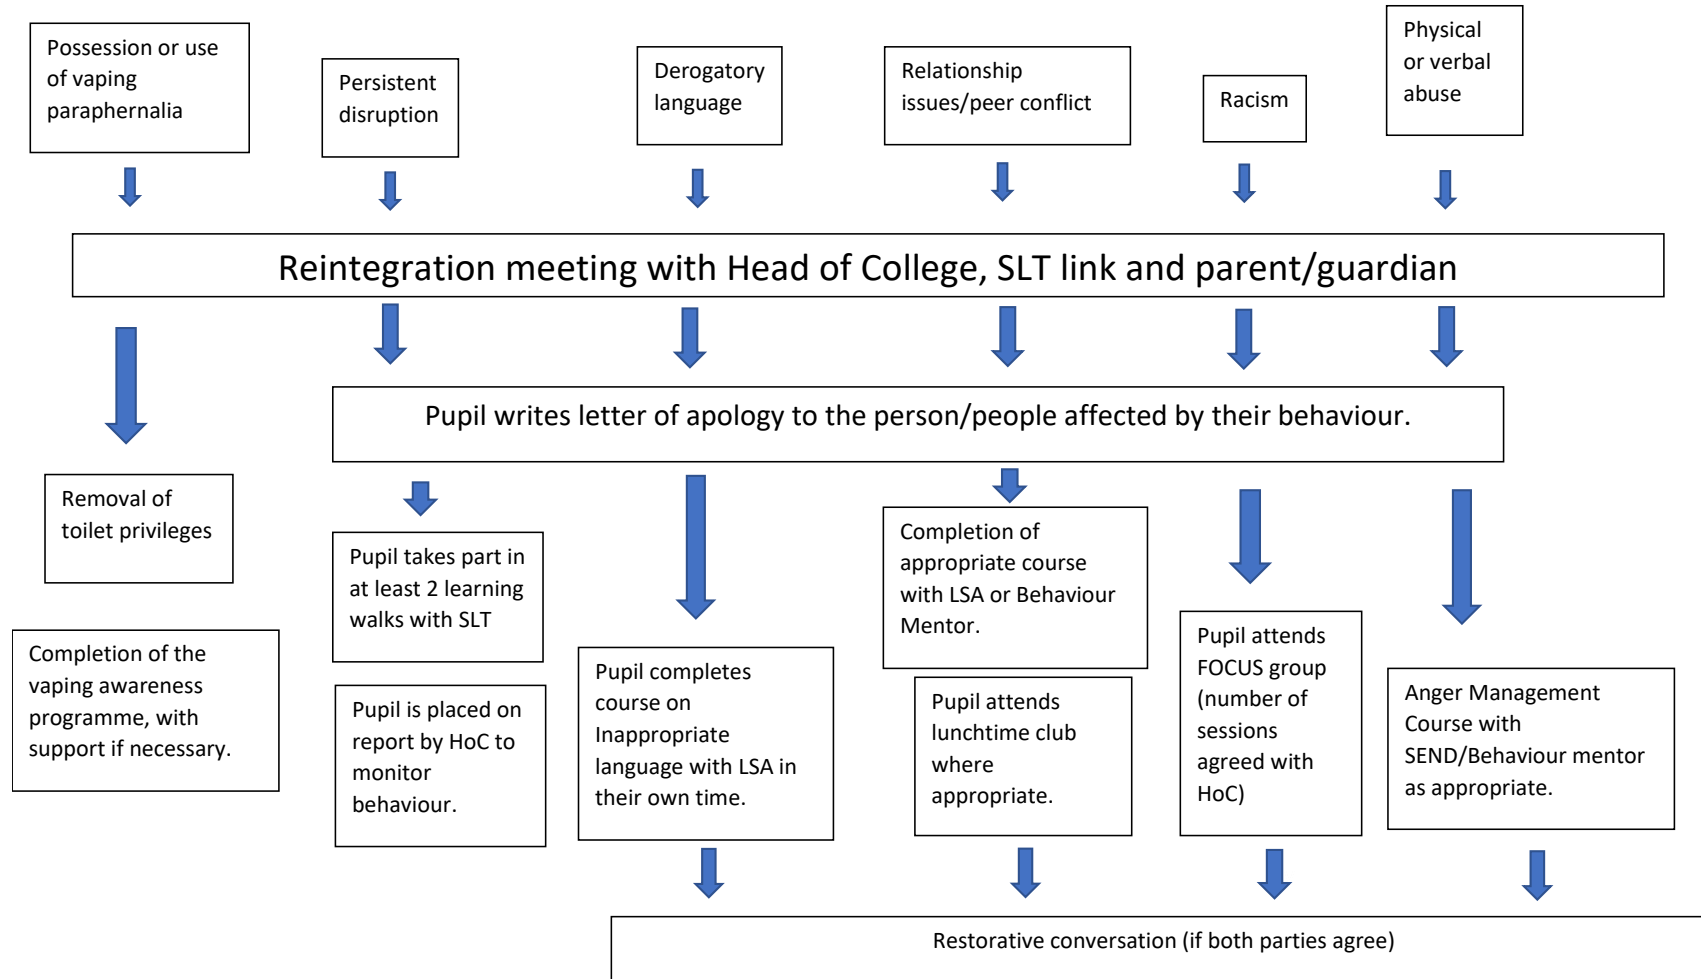 Possession or use
of vaping
paraphernalia
Persistent
disruption
Derogatory
language
Relationship
issues/peer conflict
Racism
Physical
or verbal
abuse
Reintegration meeting with Head of College, SLT link and parent/guardian
Pupil writes letter of apology to the person/people affected by their behaviour.
Removal of
toilet privileges
Completion of the
vaping awareness
programme, with
support if necessary.
Pupil takes part in
at least 2 learning
walks with SLT
Pupil is placed on
report by HoC to
monitor
behaviour.
Pupil completes
course on
Inappropriate
language with LSA in
their own time.
Completion of
appropriate course
with LSA or Behaviour
Mentor.
Pupil attends
lunchtime club
where
appropriate.
Pupil attends
FOCUS group
(number of
sessions
agreed with
HoC)
Anger Management
Course with
SEND/Behaviour mentor
as appropriate.
Restorative conversation (if both parties agree)